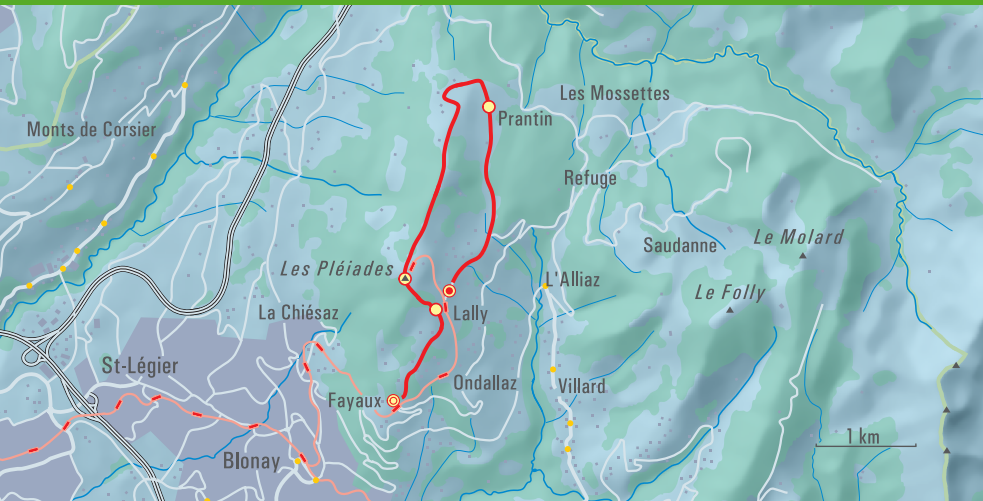 Les Mossettes
Prantin
Monts de Corsier
Refuge
Le Molard
Saudanne
Les Pléiades
L'Alliaz
Le Folly
La Chiésaz
Lally
St-Légier
Ondallaz
Villard
Fayaux
1 km
Blonay